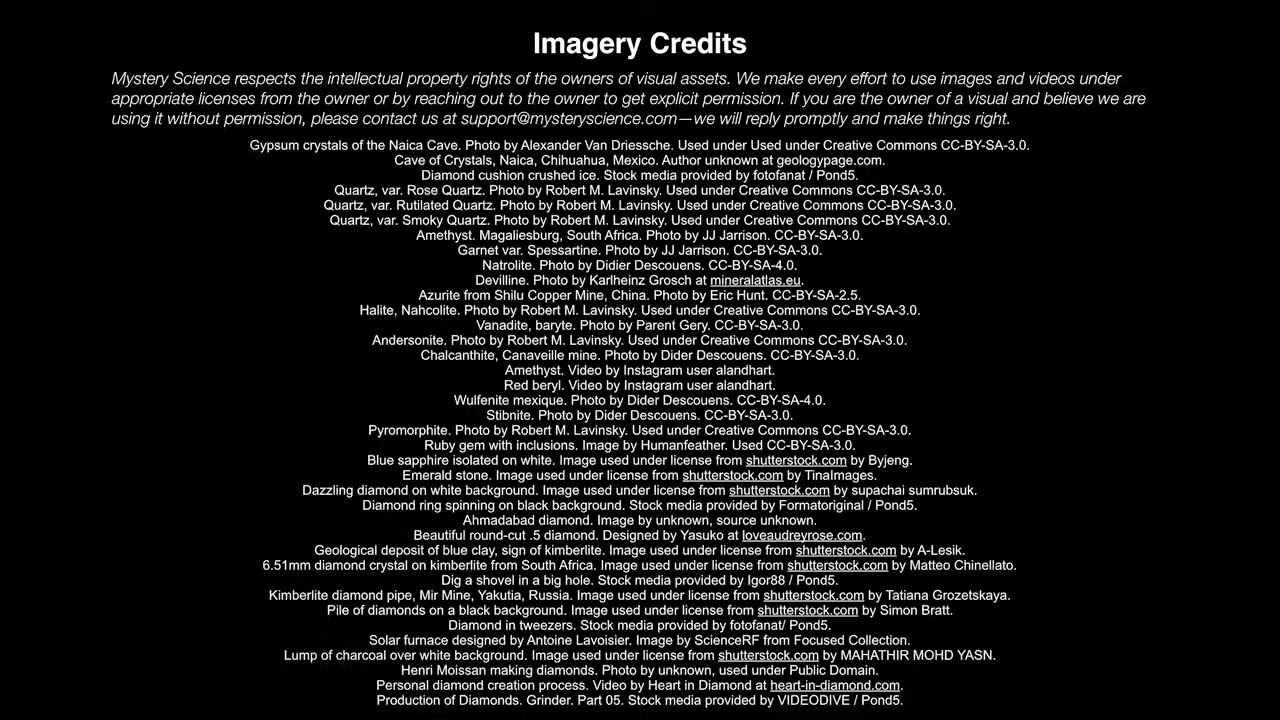 Imagery Credits
Mystery Science respects the intellectual property rights of the owners of visual assets. We make every effort to use images and videos under
appropriate licenses from the owner or by reaching out to the owner to get explicit permission. If you are the owner of a visual and believe we are
using it without permission, please contact us at support@mysteryscience.com—we will reply promptly and make things right.
Gypsum crystals of the Naica Cave. Photo by Alexander Van Driessche. Used under Used under Creative Commons CC-BY-SA-3.0.
Cave of Crystals, Naica, Chihuahua, Mexico. Author unknown at geologypage.com.
Diamond cushion crushed ice. Stock media provided by fotofanat / Pond5.
Quartz, var. Rose Quartz. Photo by Robert M. Lavinsky. Used under Creative Commons CC-BY-SA-3.0.
Quartz, var. Rutilated Quartz. Photo by Robert M. Lavinsky. Used under Creative Commons CC-BY-SA-3.0.
Quartz, var. Smoky Quartz. Photo by Robert M. Lavinsky. Used under Creative Commons CC-BY-SA-3.0.
Amethyst. Magaliesburg, South Africa. Photo by JJ Jarrison. CC-BY-SA-3.0.
Garnet var. Spessartine. Photo by JJ Jarrison. CC-BY-SA-3.0.
Natrolite. Photo by Didier Descouens. CC-BY-SA-4.0.
Devilline. Photo by Karlheinz Grosch at mineralatlas.eu.
Azurite from Shilu Copper Mine, China. Photo by Eric Hunt. CC-BY-SA-2.5.
Halite, Nahcolite. Photo by Robert M. Lavinsky. Used under Creative Commons CC-BY-SA-3.0.
Vanadite, baryte. Photo by Parent Gery. CC-BY-SA-3.0.
Andersonite. Photo by Robert M. Lavinsky. Used under Creative Commons CC-BY-SA-3.0.
Chalcanthite, Canaveille mine. Photo by Dider Descouens. CC-BY-SA-3.0.
Amethyst. Video by Instagram user alandhart.
Red beryl. Video by Instagram user alandhart.
Wulfenite mexique. Photo by Dider Descouens. CC-BY-SA-4.0.
Stibnite. Photo by Dider Descouens. CC-BY-SA-3.0.
Pyromorphite. Photo by Robert M. Lavinsky. Used under Creative Commons CC-BY-SA-3.0.
Ruby gem with inclusions. Image by Humanfeather. Used CC-BY-SA-3.0.
Blue sapphire isolated on white. Image used under license from shutterstock.com by Byjeng.
Emerald stone. Image used under license from shutterstock.com by TinaImages.
Dazzling diamond on white background. Image used under license from shutterstock.com by supachai sumrubsuk.
Diamond ring spinning on black background. Stock media provided by Formatoriginal / Pond5.
Ahmadabad diamond. Image by unknown, source unknown.
Beautiful round-cut .5 diamond. Designed by Yasuko at loveaudreyrose.com.
Geological deposit of blue clay, sign of kimberlite. Image used under license from shutterstock.com by A-Lesik.
6.51mm diamond crystal on kimberlite from South Africa. Image used under license from shutterstock.com by Matteo Chinellato.
Dig a shovel in a big hole. Stock media provided by Igor88 / Pond5.
Kimberlite diamond pipe, Mir Mine, Yakutia, Russia. Image used under license from shutterstock.com by Tatiana Grozetskaya.
Pile of diamonds on a black background. Image used under license from shutterstock.com by Simon Bratt.
Diamond in tweezers. Stock media provided by fotofanat/ Pond5.
Solar furnace designed by Antoine Lavoisier. Image by ScienceRF from Focused Collection.
Lump of charcoal over white background. Image used under license from shutterstock.com by MAHATHIR MOHD YASN.
Henri Moissan making diamonds. Photo by unknown, used under Public Domain.
Personal diamond creation process. Video by Heart in Diamond at heart-in-diamond.com.
Production of Diamonds. Grinder. Part 05. Stock media provided by VIDEODIVE / Pond5.